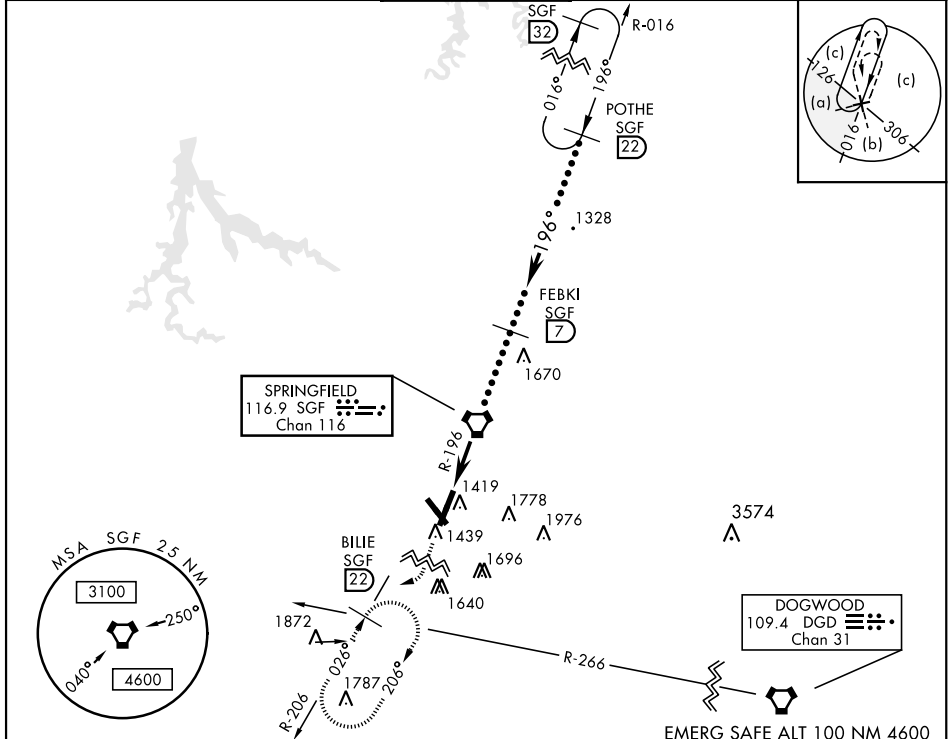 SGF
32
R-016
016°
196°
POTHE
SGF
22
(c)
126
(a)
(c)
016
(b)
306
196°
1328
FEBKI
SGF
7
1670
SPRINGFIELD
116.9 SGF
Chan 116
R-196
1419
1778
1976
3574
1439
BILIE
SGF
22
1696
1640
1872
026°
206°
1787
R-206
MSA SGF 25 NM
3100
250°
040°
4600
DOGWOOD
109.4 DGD
Chan 31
R-266
EMERG SAFE ALT 100 NM 4600